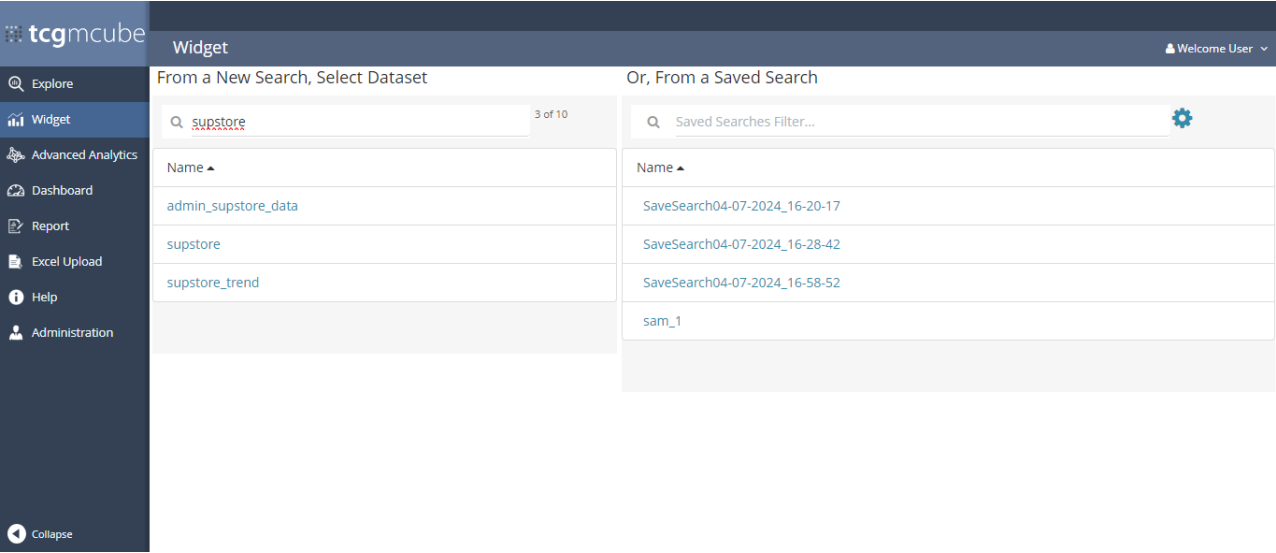 tcgmcube
Widget
Welcome User
Explore
Widget
Advanced Analytics
Dashboard
Report
Excel Upload
Help
Administration
Collapse
From a New Search, Select Dataset
supstore
3 of 10
Name
admin_supstore_data
supstore
supstore_trend
Or, From a Saved Search
Saved Searches Filter...
Name
SaveSearch04-07-2024_16-20-17
SaveSearch04-07-2024_16-28-42
SaveSearch04-07-2024_16-58-52
sam_1